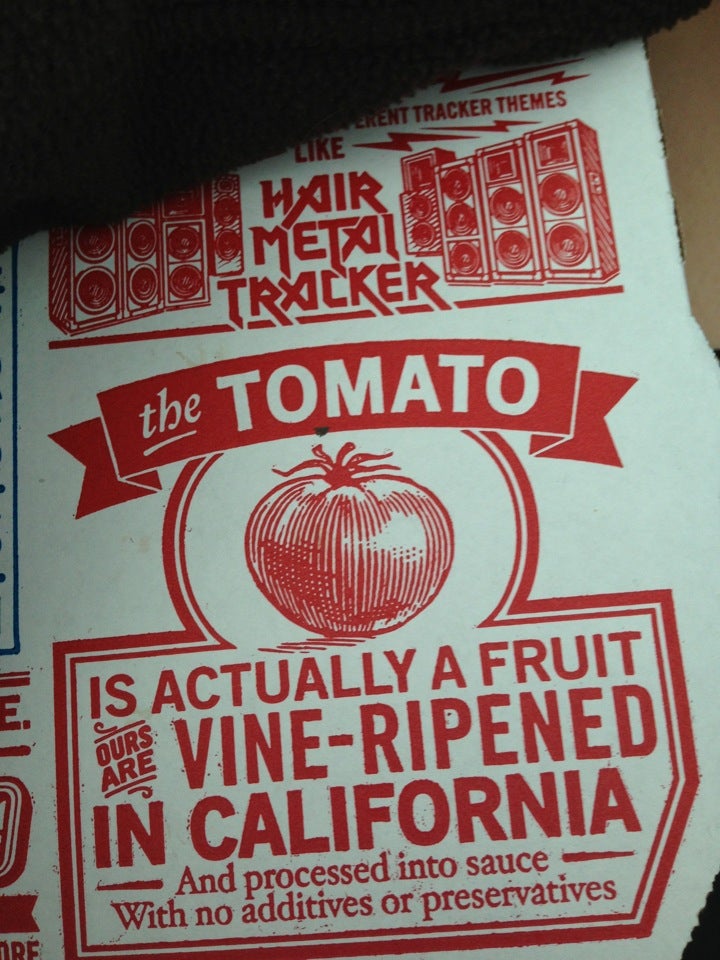 TRACKER THEMES
LIKE
HAIR
METAL
TRACKER
the TOMATO
IS ACTUALLY A FRUIT
OURS ARE VINE-RIPENED
IN CALIFORNIA
And processed into sauce
With no additives or preservatives